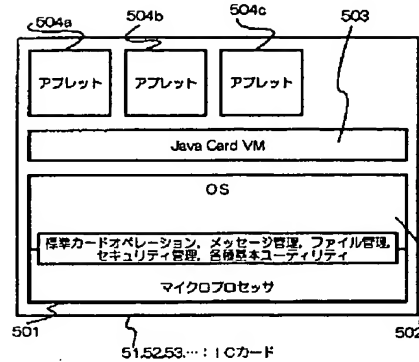 504a 504b 504c 503
アプレット アプレット アプレット
Java Card VM
OS
標準カードオペレーション, メッセージ管理, ファイル管理,
セキュリティ管理, 各種基本ユーティリティ
マイクロプロセッサ
501 502
51,52,53,…:ICカード